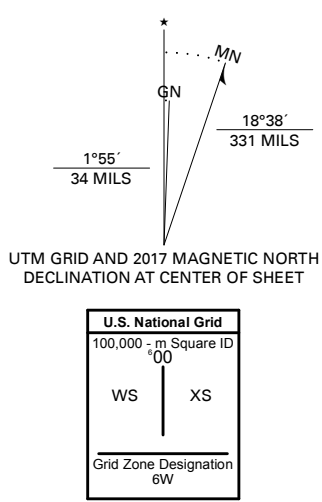 ★
MN
GN
18°38´
331 MILS
1°55´
34 MILS
UTM GRID AND 2017 MAGNETIC NORTH
DECLINATION AT CENTER OF SHEET
U.S. National Grid
100,000 - m Square ID
⁶00
WS XS
Grid Zone Designation
6W